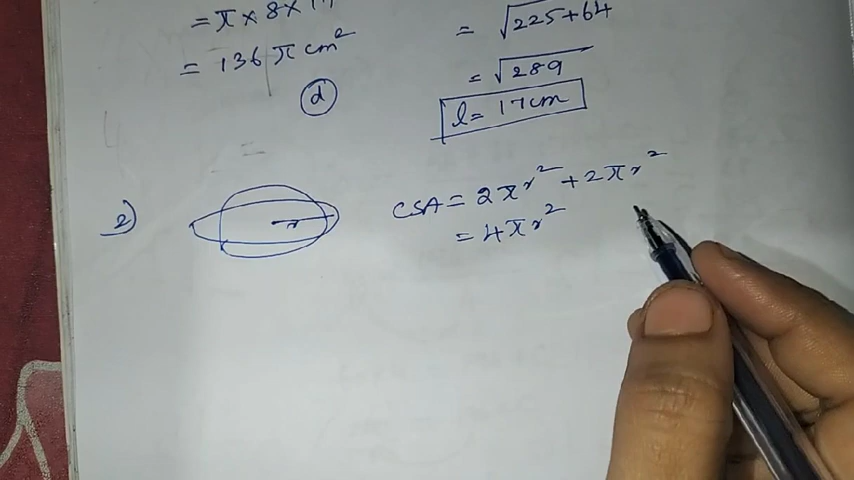 = π × 8 × 17
= 136 π cm²
d
= √225+64
= √289
l = 17cm
2)
r
CSA = 2πr² + 2πr²
= 4πr²